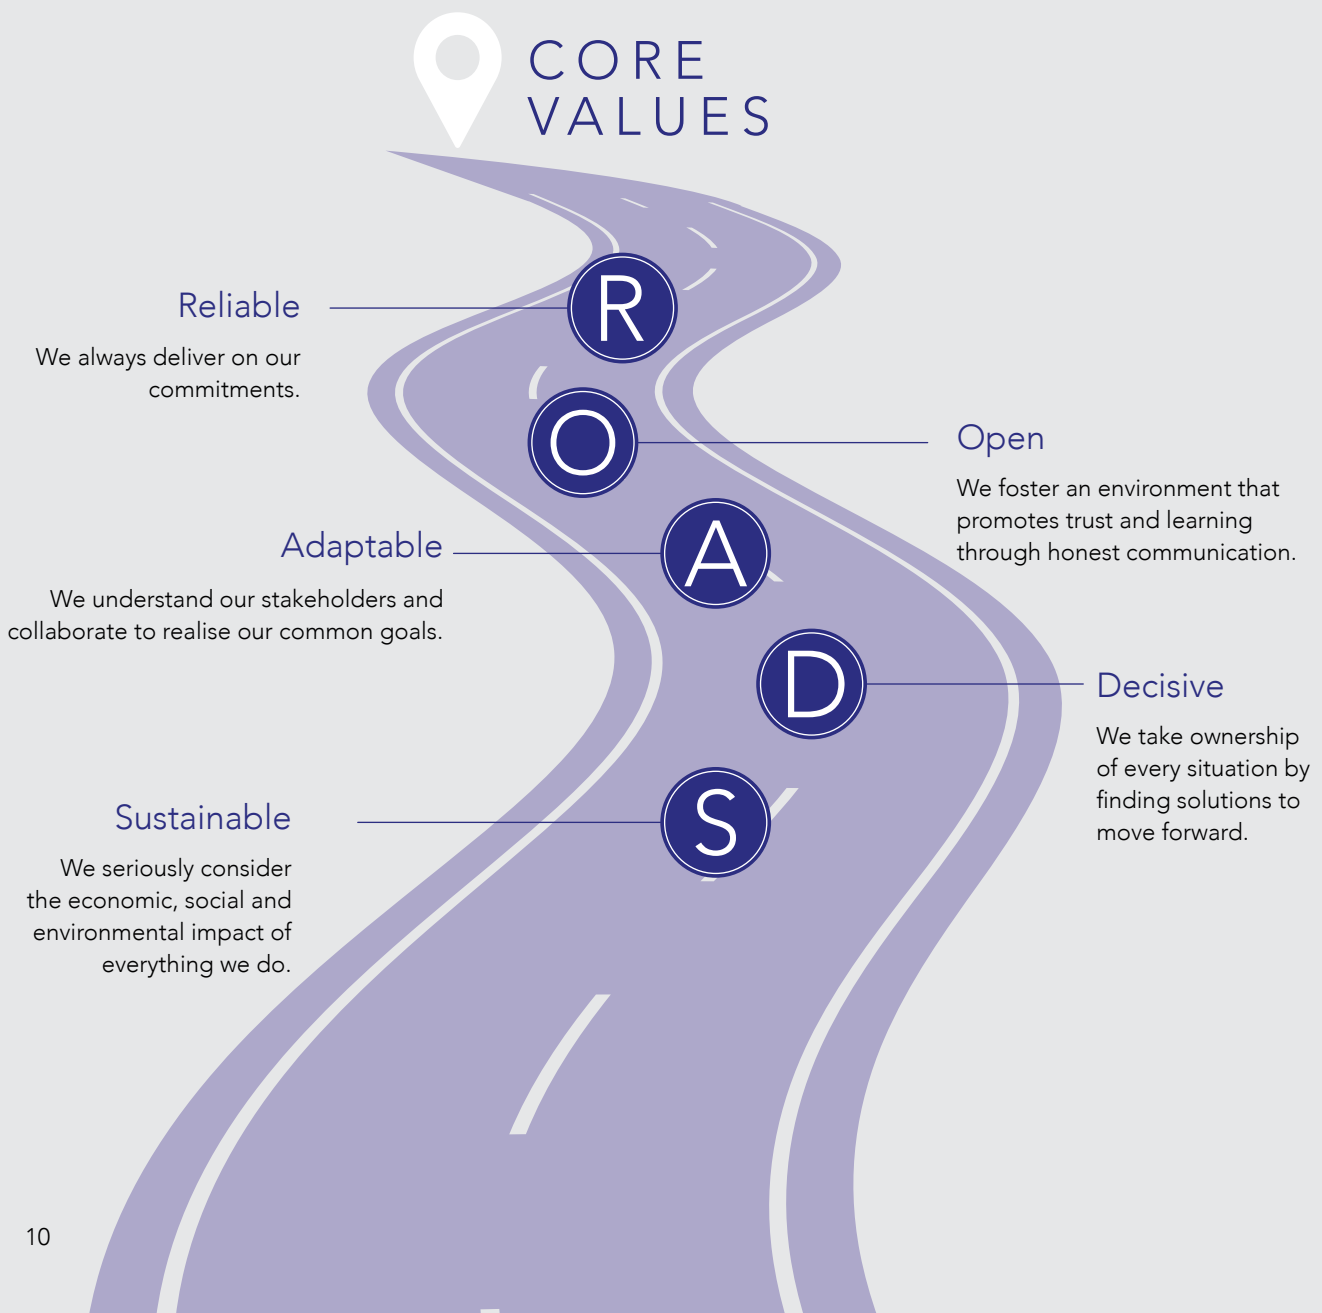 CORE
VALUES
R
Reliable
We always deliver on our
commitments.
O
Open
We foster an environment that
promotes trust and learning
through honest communication.
A
Adaptable
We understand our stakeholders and
collaborate to realise our common goals.
D
Decisive
We take ownership
of every situation by
finding solutions to
move forward.
S
Sustainable
We seriously consider
the economic, social and
environmental impact of
everything we do.
10